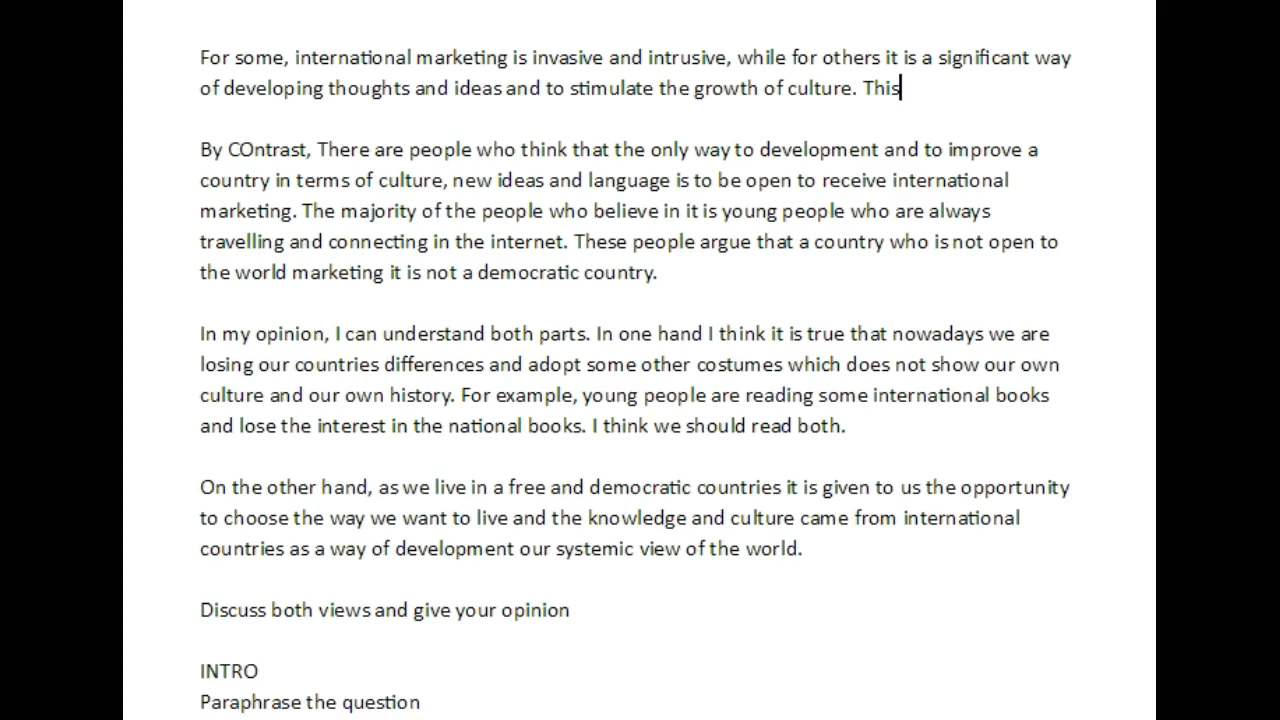 For some, international marketing is invasive and intrusive, while for others it is a significant way
of developing thoughts and ideas and to stimulate the growth of culture. This
By COntrast, There are people who think that the only way to development and to improve a
country in terms of culture, new ideas and language is to be open to receive international
marketing. The majority of the people who believe in it is young people who are always
travelling and connecting in the internet. These people argue that a country who is not open to
the world marketing it is not a democratic country.
In my opinion, I can understand both parts. In one hand I think it is true that nowadays we are
losing our countries differences and adopt some other costumes which does not show our own
culture and our own history. For example, young people are reading some international books
and lose the interest in the national books. I think we should read both.
On the other hand, as we live in a free and democratic countries it is given to us the opportunity
to choose the way we want to live and the knowledge and culture came from international
countries as a way of development our systemic view of the world.
Discuss both views and give your opinion
INTRO
Paraphrase the question